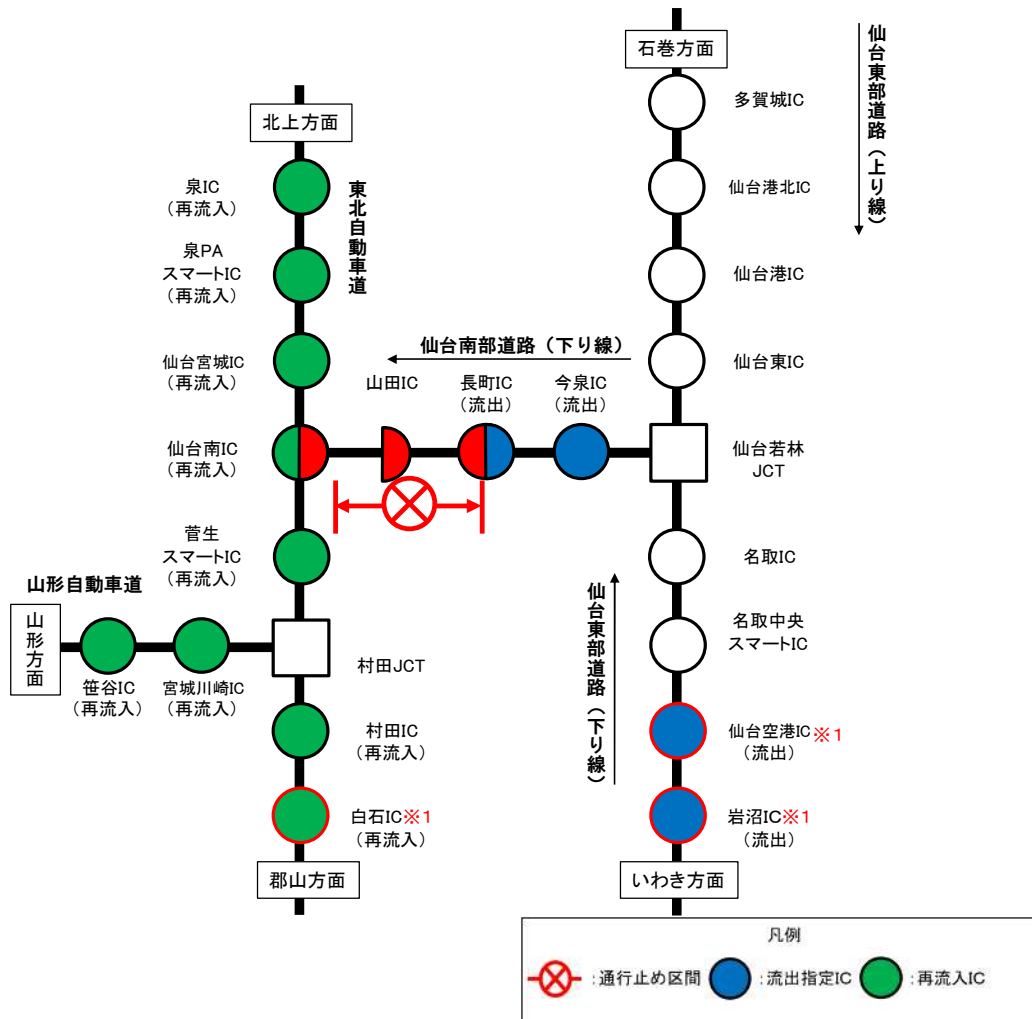 石巻方面
仙台東部道路（上り線）
多賀城IC
北上方面
仙台港北IC
泉IC
（再流入）
東北自動車道
泉PA
スマートIC
（再流入）
仙台港IC
仙台南部道路（下り線）
仙台宮城IC
（再流入）
山田IC
長町IC
（流出）
今泉IC
（流出）
仙台東IC
仙台南IC
（再流入）
仙台若林
JCT
菅生
スマートIC
（再流入）
名取IC
山形自動車道
仙台東部道路（下り線）
山形方面
名取中央
スマートIC
村田JCT
笹谷IC
（再流入）
宮城川崎IC
（再流入）
村田IC
（再流入）
仙台空港IC※1
（流出）
白石IC※1
（再流入）
岩沼IC※1
（流出）
郡山方面
いわき方面
凡例
:通行止め区間
:流出指定IC
:再流入IC